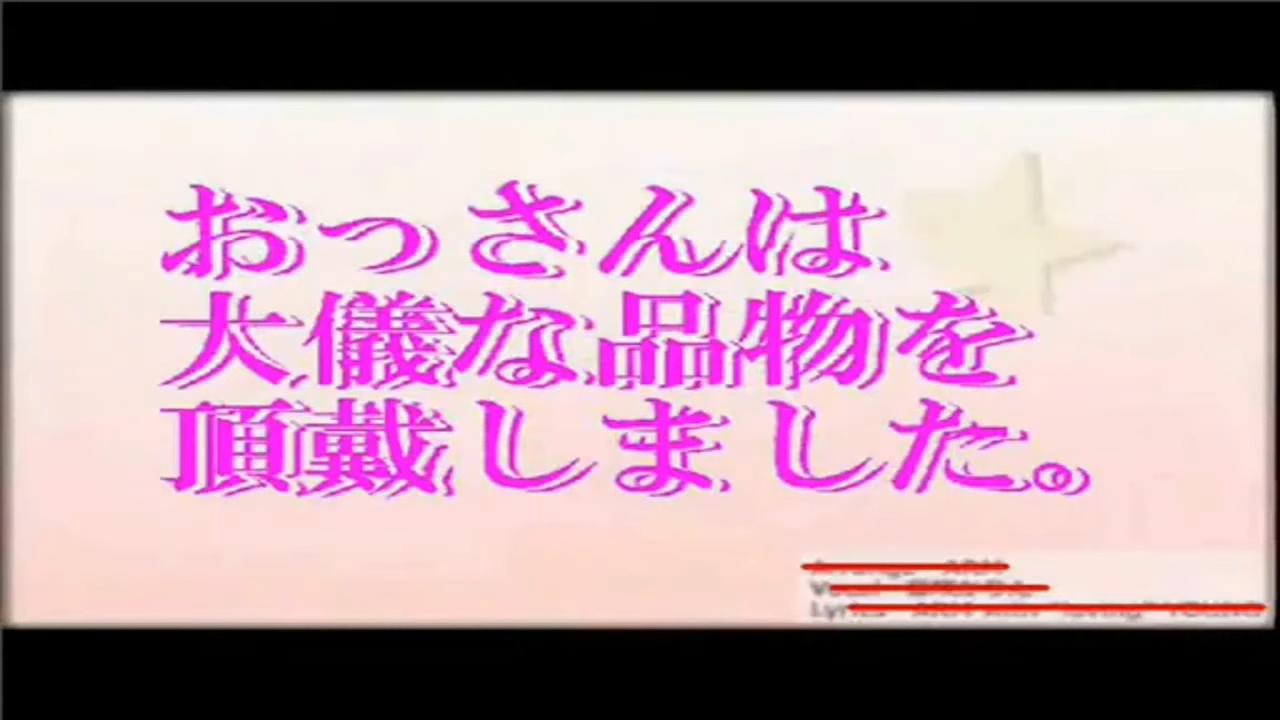 おっさんは
大儀な品物を
頂戴しました。